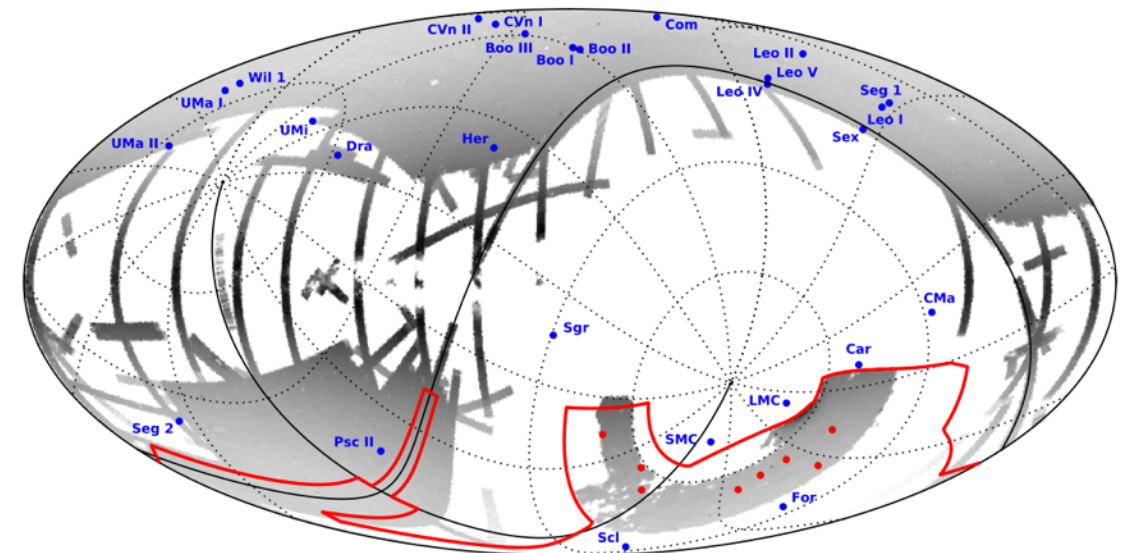 CVn II
CVn I
Com
Boo III
Boo I
Boo II
Leo II
Leo V
Leo IV
Wil 1
UMa I
Seg 1
Leo I
UMi
Sex
UMa II
Dra
Her
CMa
Sgr
Car
LMC
Seg 2
Psc II
SMC
For
Scl